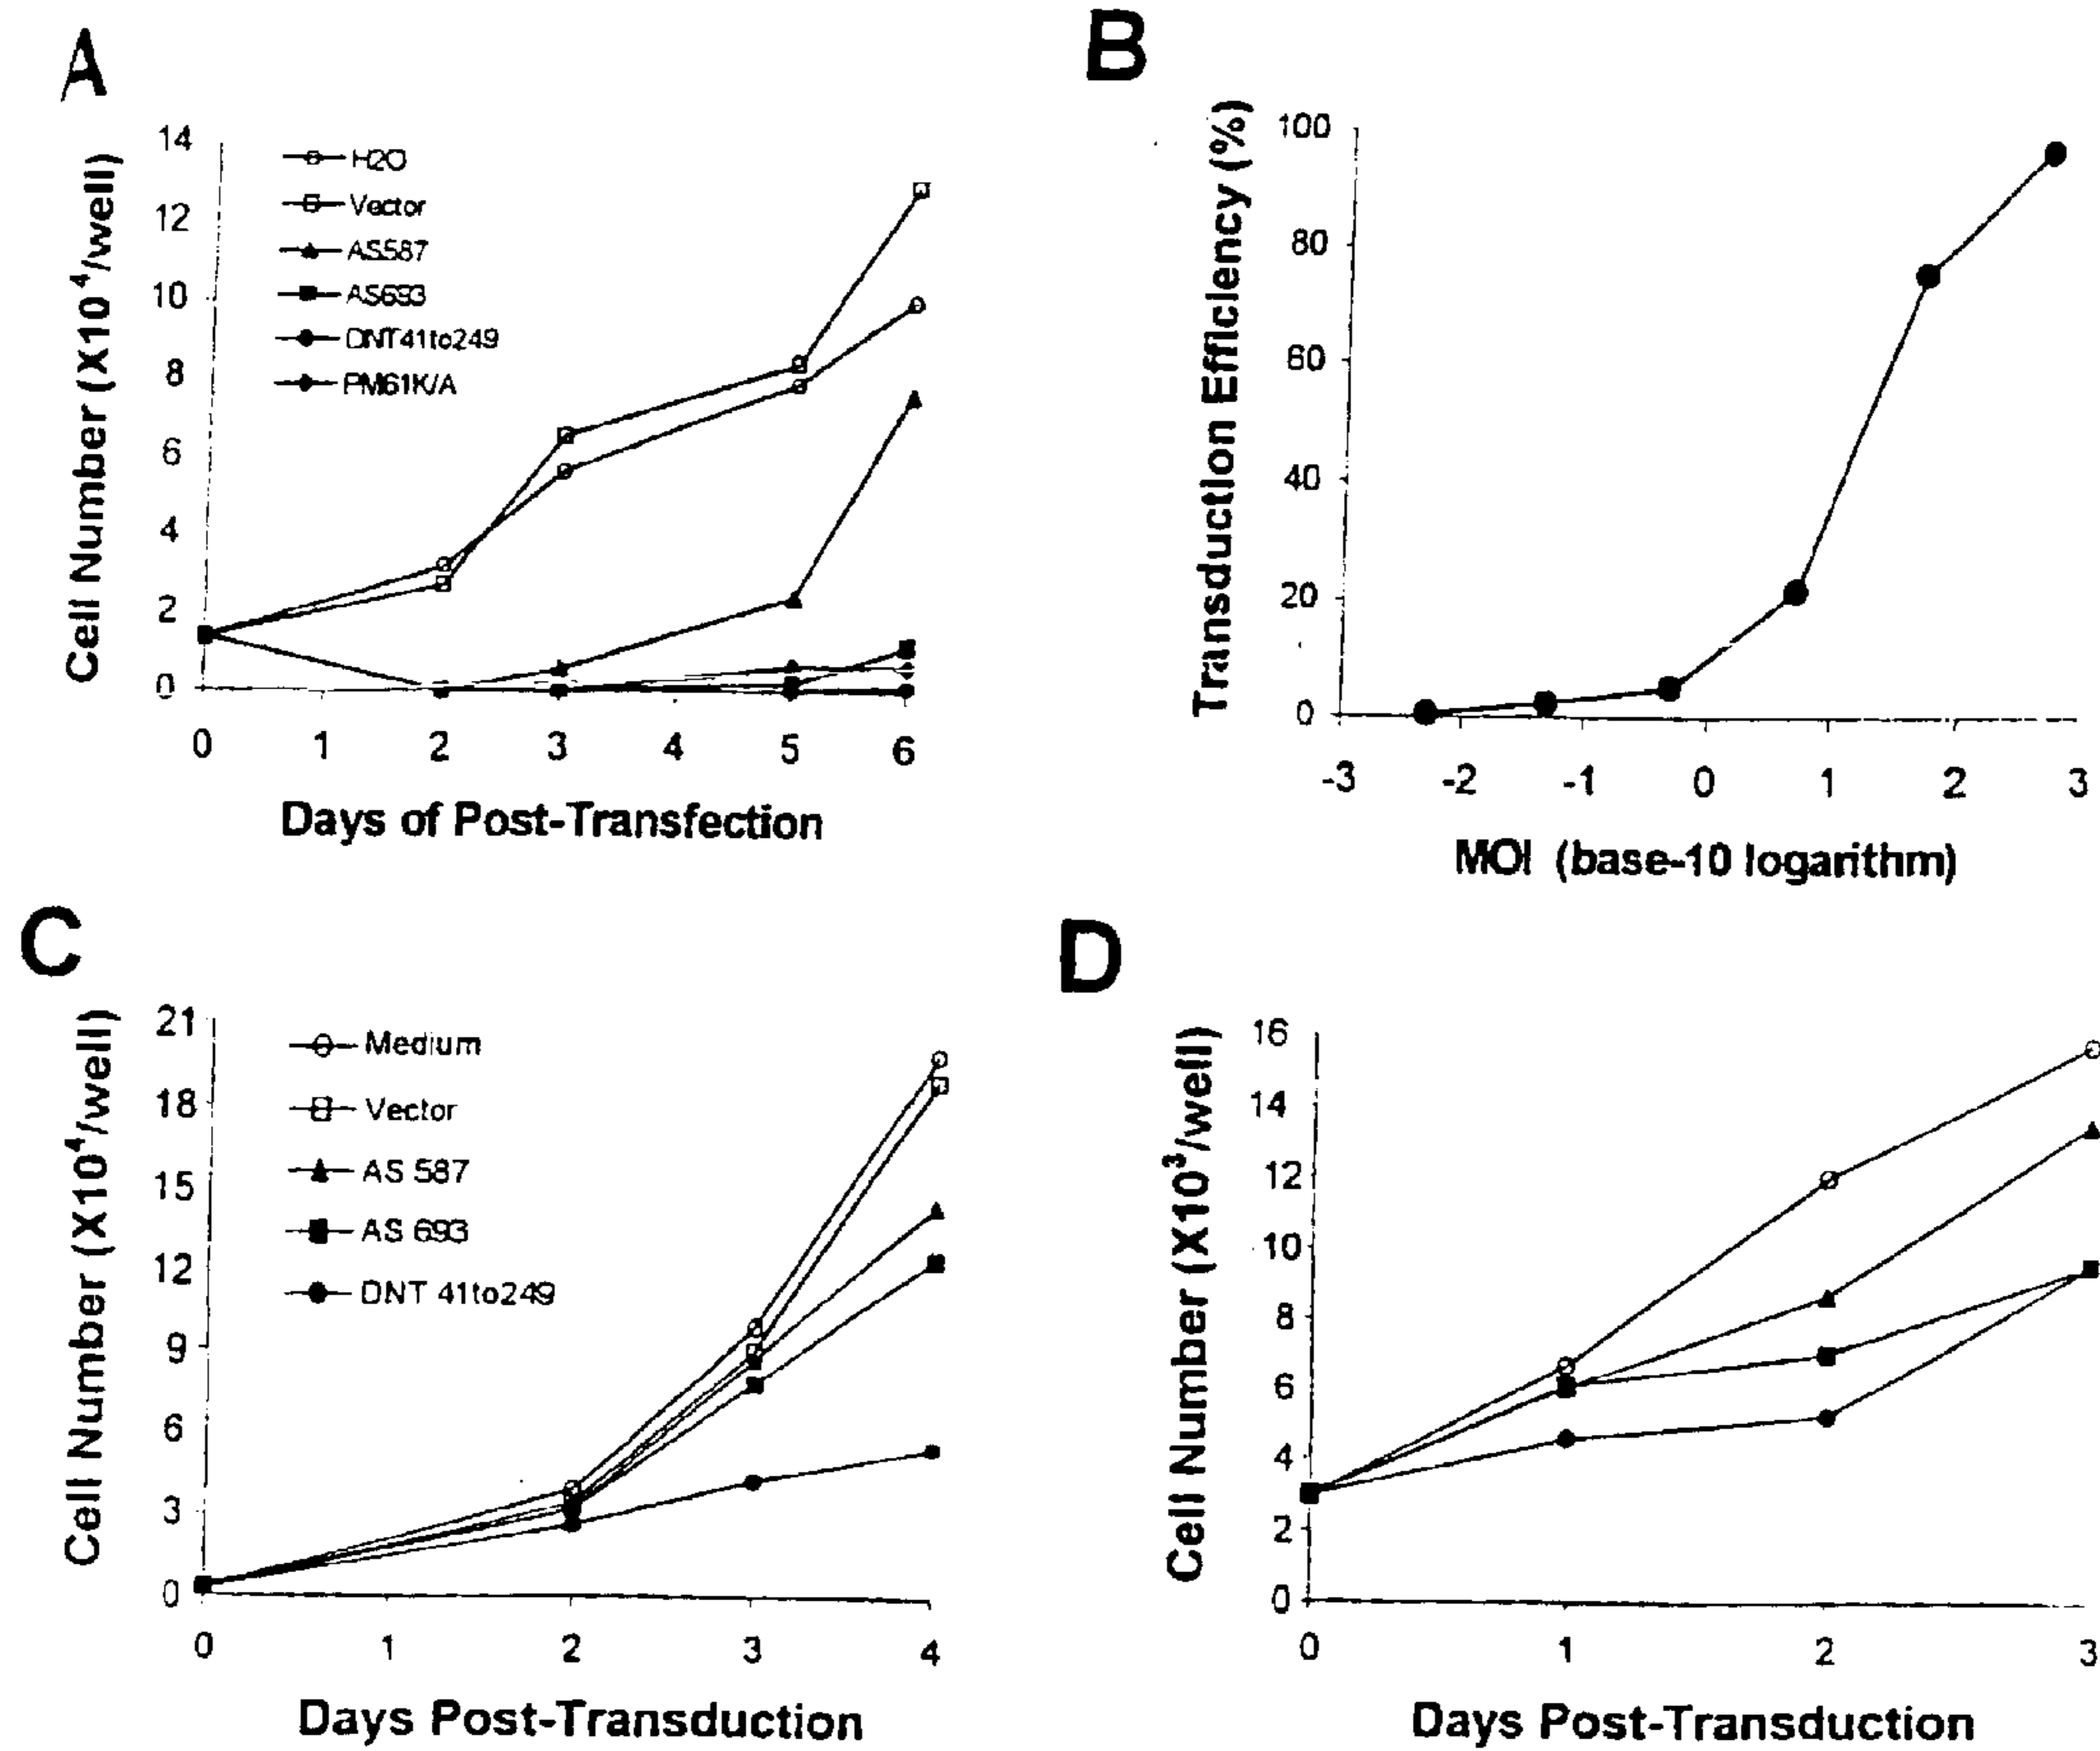 A
Cell Number (X10⁴/well)
14
12
10
8
6
4
2
0
H2O
Vector
AS587
AS693
DNT41to249
PM61K/A
0 1 2 3 4 5 6
Days of Post-Transfection
B
Transduction Efficiency (%)
100
80
60
40
20
0
-3 -2 -1 0 1 2 3
MOI (base-10 logarithm)
C
Cell Number (X10⁴/well)
21
18
15
12
9
6
3
0
Medium
Vector
AS 587
AS 693
DNT 41to249
0 1 2 3 4
Days Post-Transduction
D
Cell Number (X10³/well)
16
14
12
10
8
6
4
2
0
0 1 2 3
Days Post-Transduction